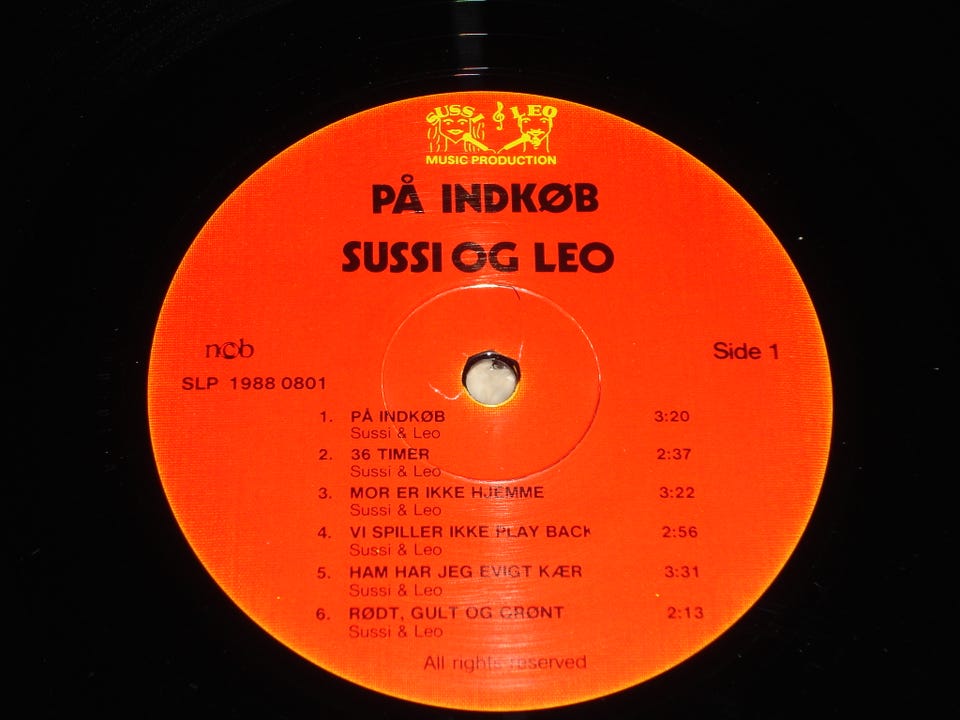 SUSSI & LEO
MUSIC PRODUCTION
PÅ INDKØB
SUSSI OG LEO
ncb
Side 1
SLP 1988 0801
1. PÅ INDKØB 3:20
Sussi & Leo
2. 36 TIMER 2:37
Sussi & Leo
3. MOR ER IKKE HJEMME 3:22
Sussi & Leo
4. VI SPILLER IKKE PLAY BACK 2:56
Sussi & Leo
5. HAM HAR JEG EVIGT KÆR 3:31
Sussi & Leo
6. RØDT, GULT OG GRØNT 2:13
Sussi & Leo
All rights reserved